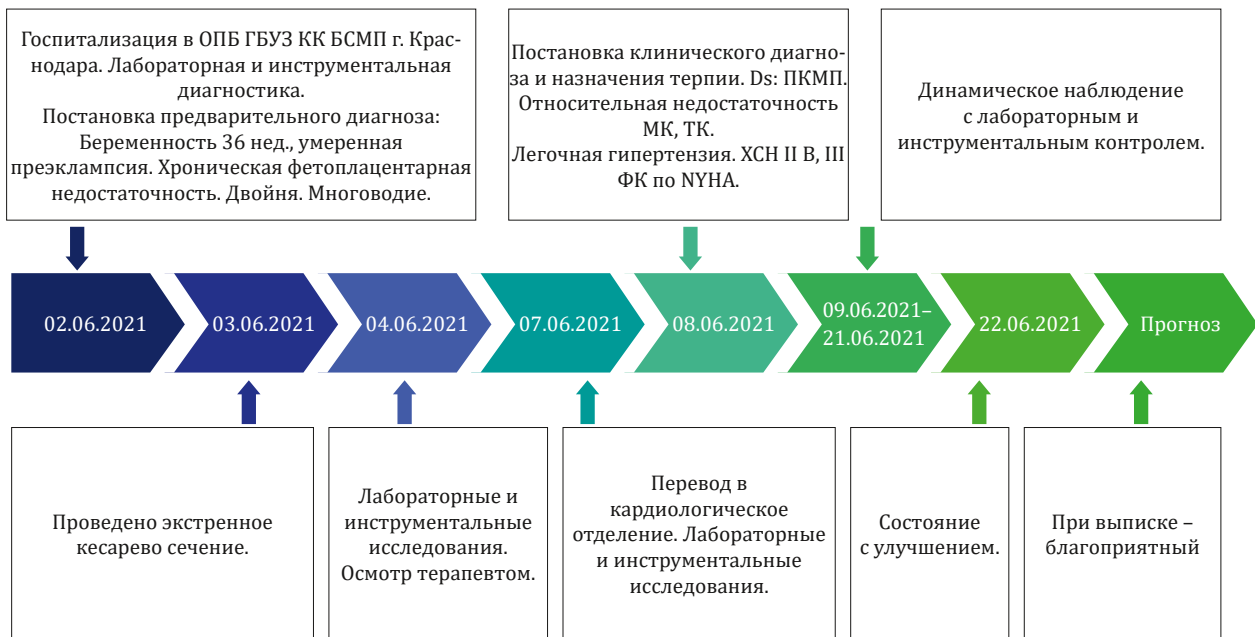 Госпитализация в ОПБ ГБУЗ КК БСМП г. Крас-
нодара. Лабораторная и инструментальная
диагностика.
Постановка предварительного диагноза:
Беременность 36 нед., умеренная
преэклампсия. Хроническая фетоплацентарная
недостаточность. Двойня. Многоводие.
Постановка клинического диагно-
за и назначения терпии. Ds: ПКМП.
Относительная недостаточность
МК, ТК.
Легочная гипертензия. ХСН II В, III
ФК по NYHA.
Динамическое наблюдение
с лабораторным и
инструментальным контролем.
02.06.2021
03.06.2021
04.06.2021
07.06.2021
08.06.2021
09.06.2021–
21.06.2021
22.06.2021
Прогноз
Проведено экстренное
кесарево сечение.
Лабораторные и
инструментальные
исследования.
Осмотр терапевтом.
Перевод в
кардиологическое
отделение. Лабораторные
и инструментальные
исследования.
Состояние
с улучшением.
При выписке –
благоприятный